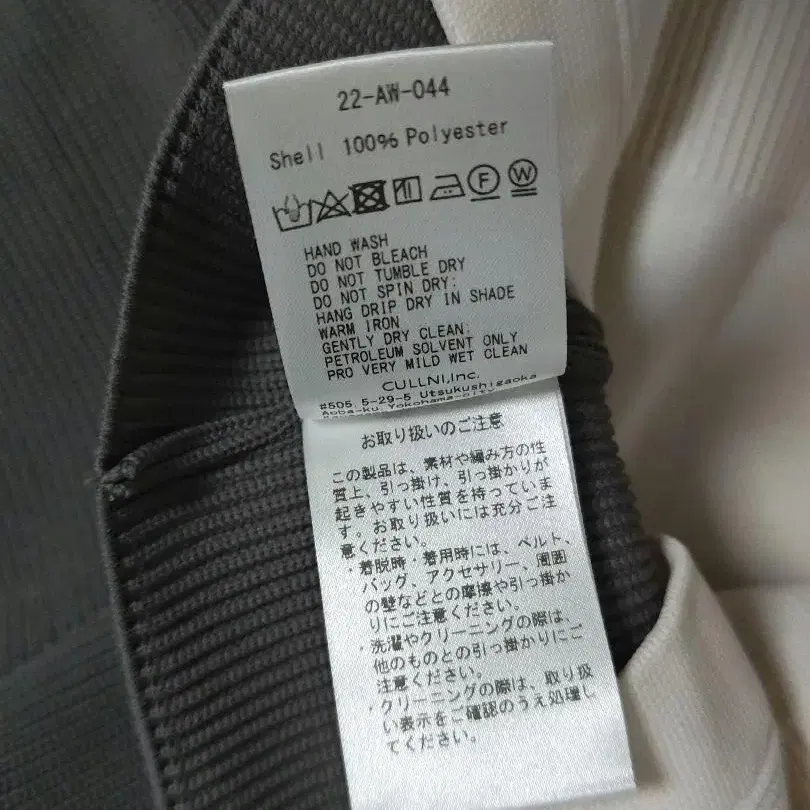 22-AW-044
Shell 100% Polyester
F W
HAND WASH
DO NOT BLEACH
DO NOT TUMBLE DRY
DO NOT SPIN DRY:
HANG DRIP DRY IN SHADE
WARM IRON
GENTLY DRY CLEAN:
PETROLEUM SOLVENT ONLY
PRO VERY MILD WET CLEAN
CULLNI,Inc.
#505, 5-29-5 Utsukushigaoka
Aoba-ku, Yokohama-city
お取り扱いのご注意
この製品は、素材や編み方の性
質上、引っ掛け、引っ掛かりが
起きやすい性質を持っていま
す。お取り扱いには充分ご注
意ください。
・着脱時・着用時には、ベルト、
バッグ、アクセサリー、周囲
の壁などとの摩擦や引っ掛か
りにご注意ください。
・洗濯やクリーニングの際は、
他のものとの引っ掛かりにご
注意ください。
・クリーニングの際は、取り扱
い表示をご確認のうえ処理し
てください。